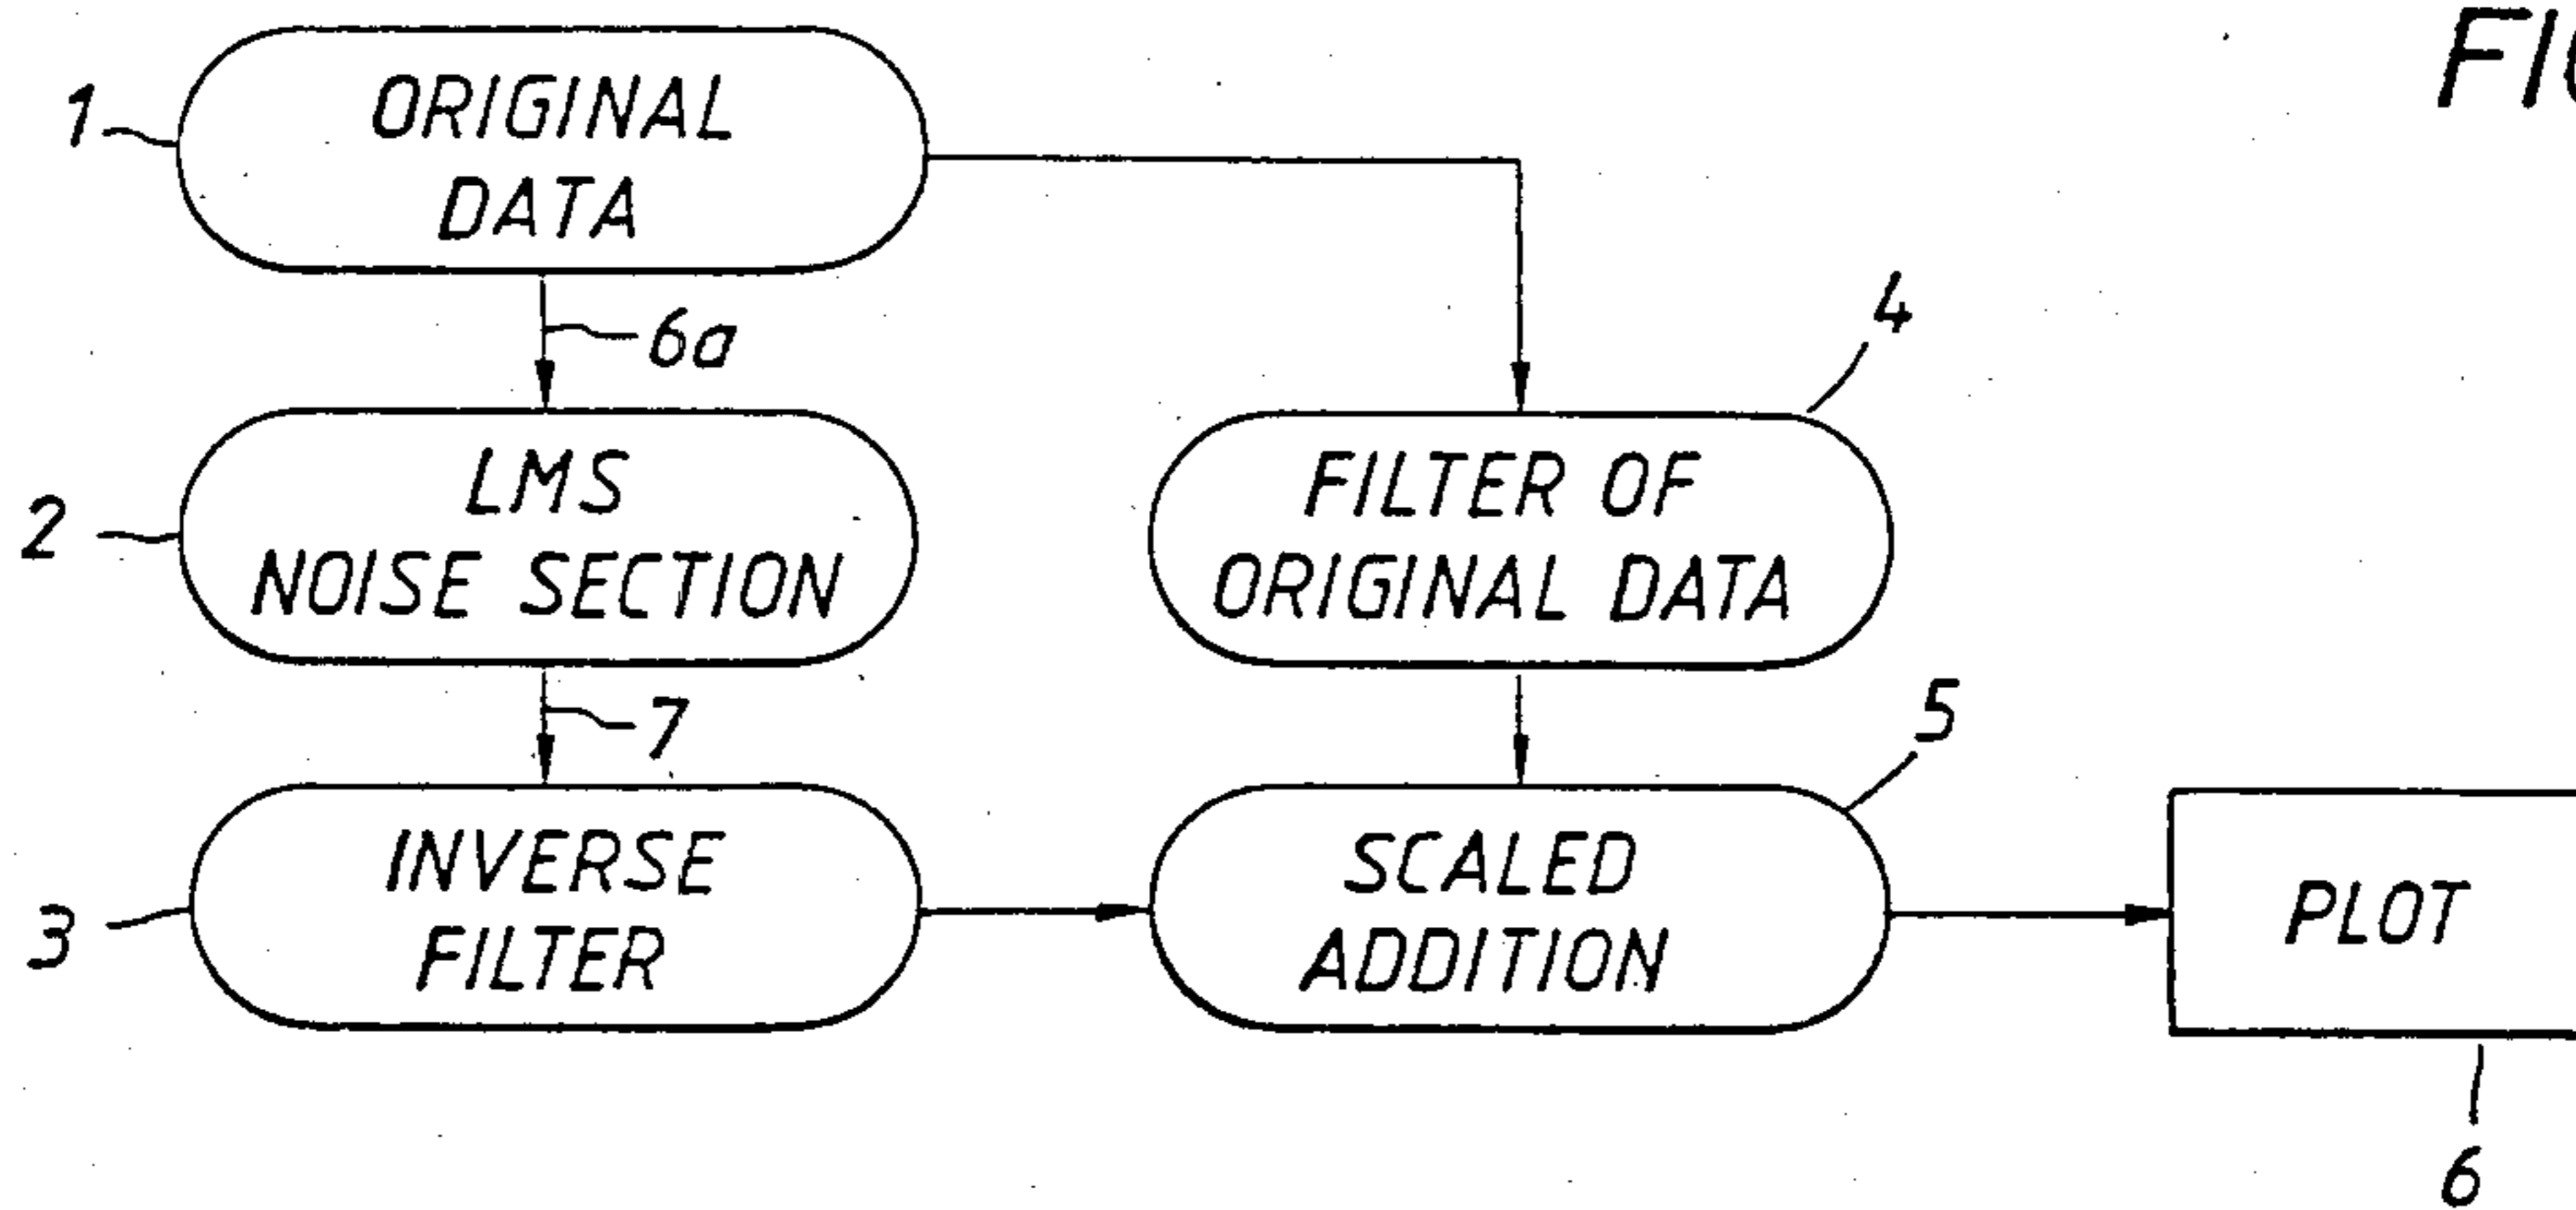 FIG
1
ORIGINAL
DATA
6a
4
2
LMS
NOISE SECTION
FILTER OF
ORIGINAL DATA
7
5
3
INVERSE
FILTER
SCALED
ADDITION
PLOT
6